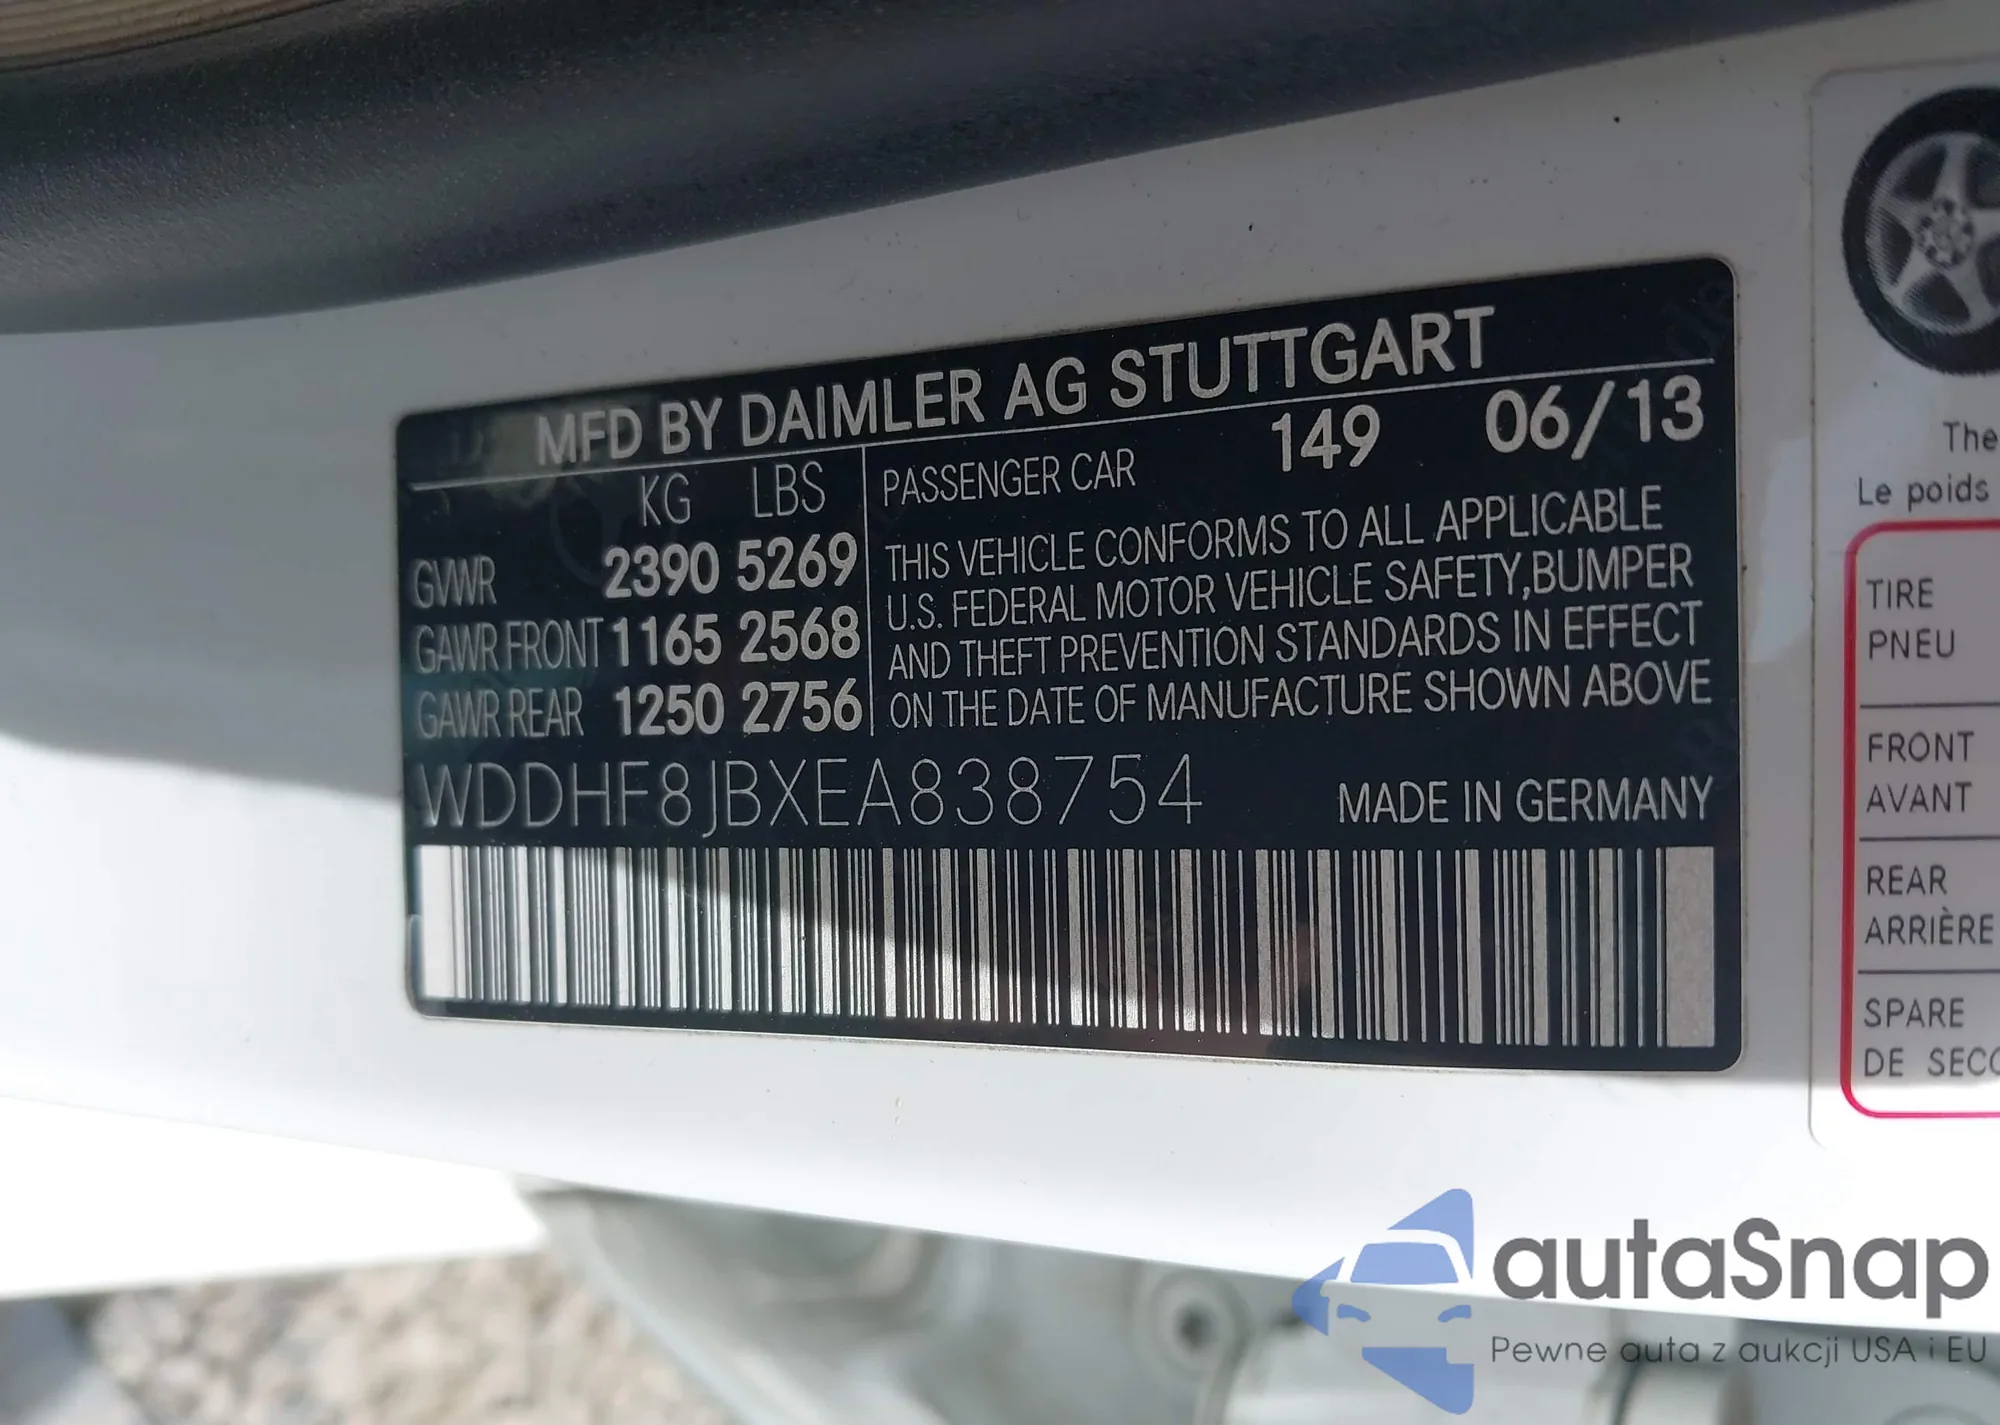 MFD BY DAIMLER AG STUTTGART
KG LBS
GVWR 2390 5269
GAWR FRONT 1165 2568
GAWR REAR 1250 2756
PASSENGER CAR 149 06/13
THIS VEHICLE CONFORMS TO ALL APPLICABLE
U.S. FEDERAL MOTOR VEHICLE SAFETY,BUMPER
AND THEFT PREVENTION STANDARDS IN EFFECT
ON THE DATE OF MANUFACTURE SHOWN ABOVE
WDDHF8JBXEA838754 MADE IN GERMANY
The
Le poids
TIRE
PNEU
FRONT
AVANT
REAR
ARRIÈRE
SPARE
DE
autaSnap
Pewne auta z aukcji USA i EU